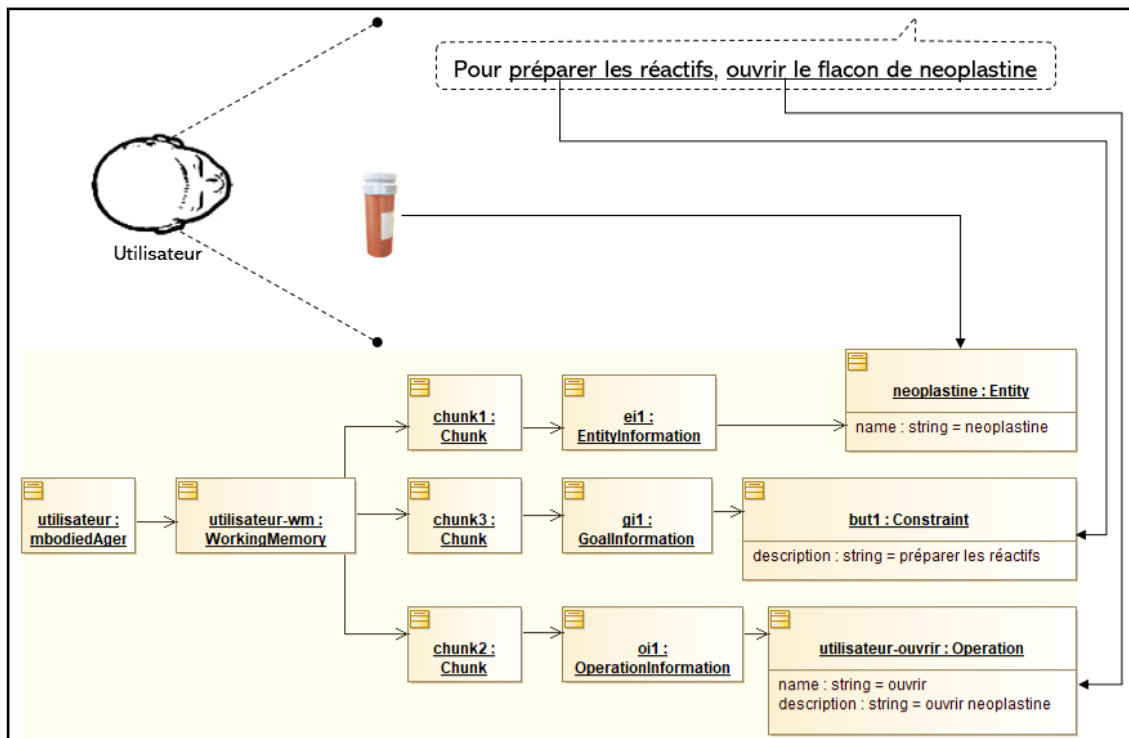 Pour préparer les réactifs, ouvrir le flacon de neoplastine
Utilisateur
neoplastine : Entity
name : string = neoplastine
chunk1 :
Chunk
ei1 :
EntityInformation
utilisateur :
mbodiedAger
utilisateur-wm :
WorkingMemory
chunk3 :
Chunk
gi1 :
GoalInformation
but1 : Constraint
description : string = préparer les réactifs
chunk2 :
Chunk
oi1 :
OperationInformation
utilisateur-ouvrir : Operation
name : string = ouvrir
description : string = ouvrir neoplastine